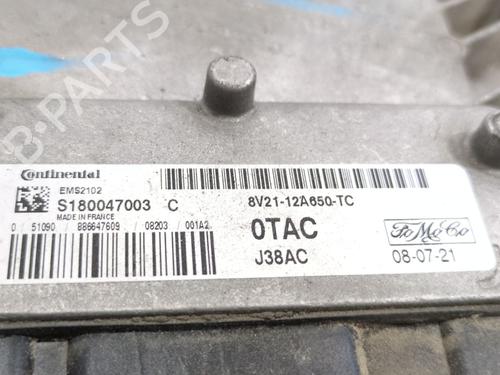 Continental
EMS2102
S180047003 C
MADE IN FRANCE
0 51090 886647609 08203 001A2
8V21-12A650-TC
0TAC
J38AC
FoMoCo
08-07-21
B-PARTS